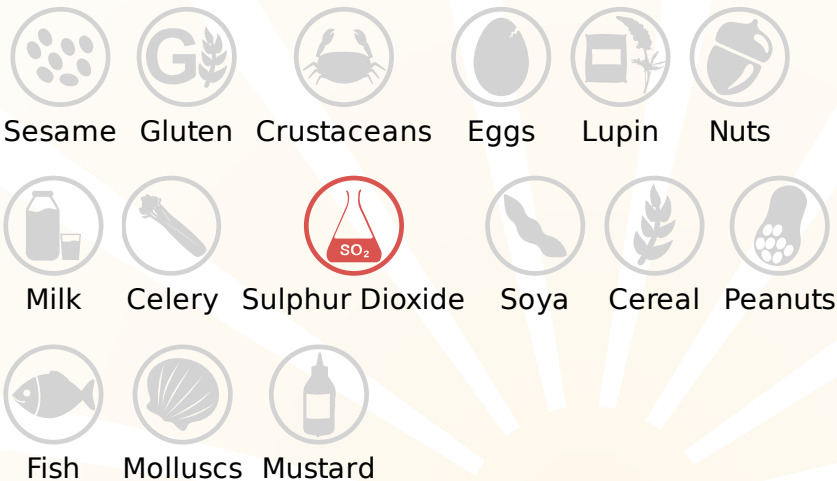 G
Sesame Gluten Crustaceans Eggs Lupin Nuts
SO₂
Milk Celery Sulphur Dioxide Soya Cereal Peanuts
Fish Molluscs Mustard